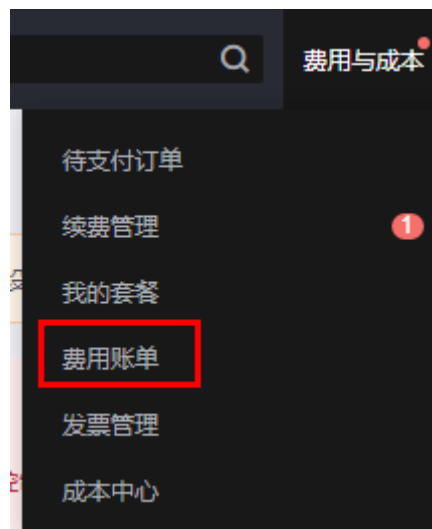 费用与成本
待支付订单
续费管理
1
我的套餐
费用账单
发票管理
成本中心